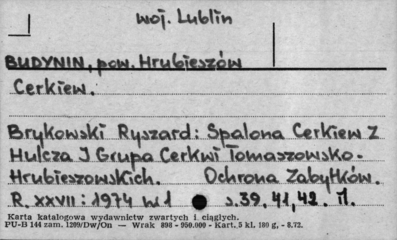 woj. Lublin
BUDYNIN, pow. Hrubieszów
Cerkiew.
Brykowski Ryszard: Spalona Cerkiew z
Hulcza I Grupa Cerkwi Tomaszowsko-
Hrubieszowskich. Ochrona Zabytków.
R. XXVII: 1974 nr 1 s. 39, 41, 42. Il.
Karta katalogowa wydawnictw zwartych i ciągłych.
PU-B 144 zam. 1209/Dw/On — Wrak 898 - 950.000 - Kart. 5 kl. 180 g, - 8.72.